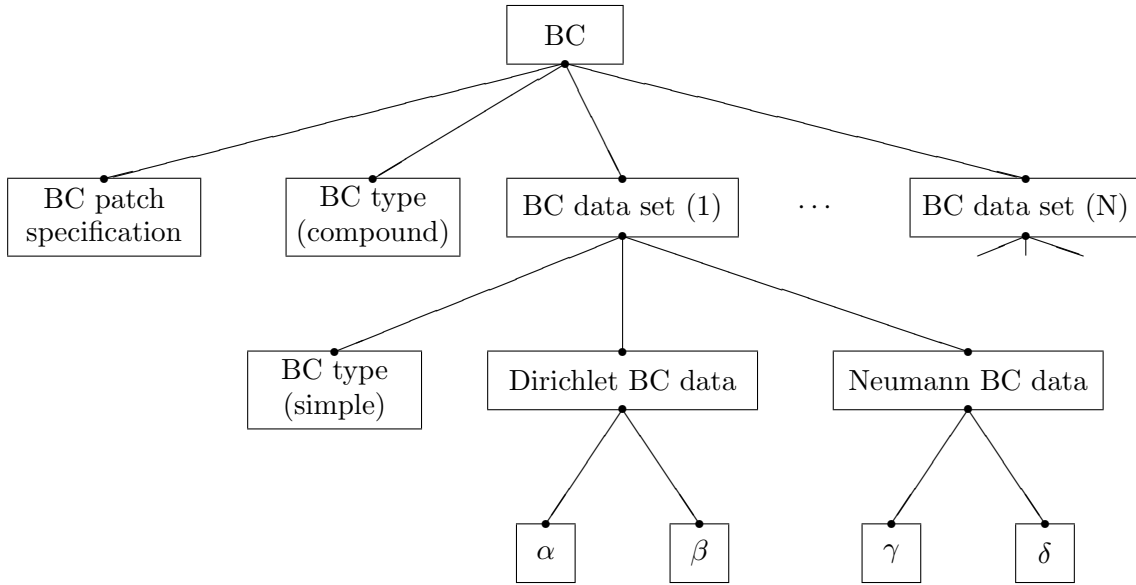 BC
BC patch
specification
BC type
(compound)
BC data set (1)
· · ·
BC data set (N)
BC type
(simple)
Dirichlet BC data
Neumann BC data
α
β
γ
δ